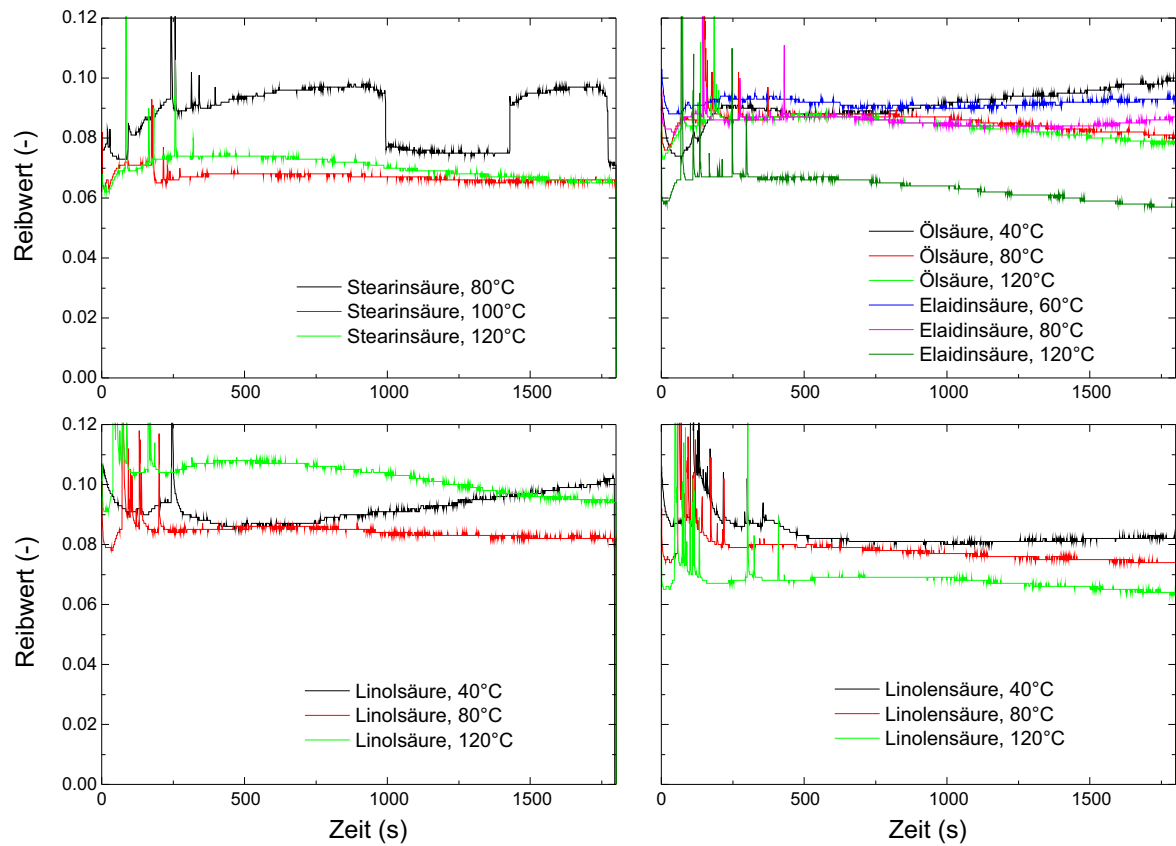 0.12
0.10
0.08
0.06
0.04
0.02
0.00
Reibwert (-)
0 500 1000 1500
Stearinsäure, 80°C
Stearinsäure, 100°C
Stearinsäure, 120°C
0 500 1000 1500
Ölsäure, 40°C
Ölsäure, 80°C
Ölsäure, 120°C
Elaidinsäure, 60°C
Elaidinsäure, 80°C
Elaidinsäure, 120°C
0.12
0.10
0.08
0.06
0.04
0.02
0.00
Reibwert (-)
0 500 1000 1500
Zeit (s)
Linolsäure, 40°C
Linolsäure, 80°C
Linolsäure, 120°C
0 500 1000 1500
Zeit (s)
Linolensäure, 40°C
Linolensäure, 80°C
Linolensäure, 120°C